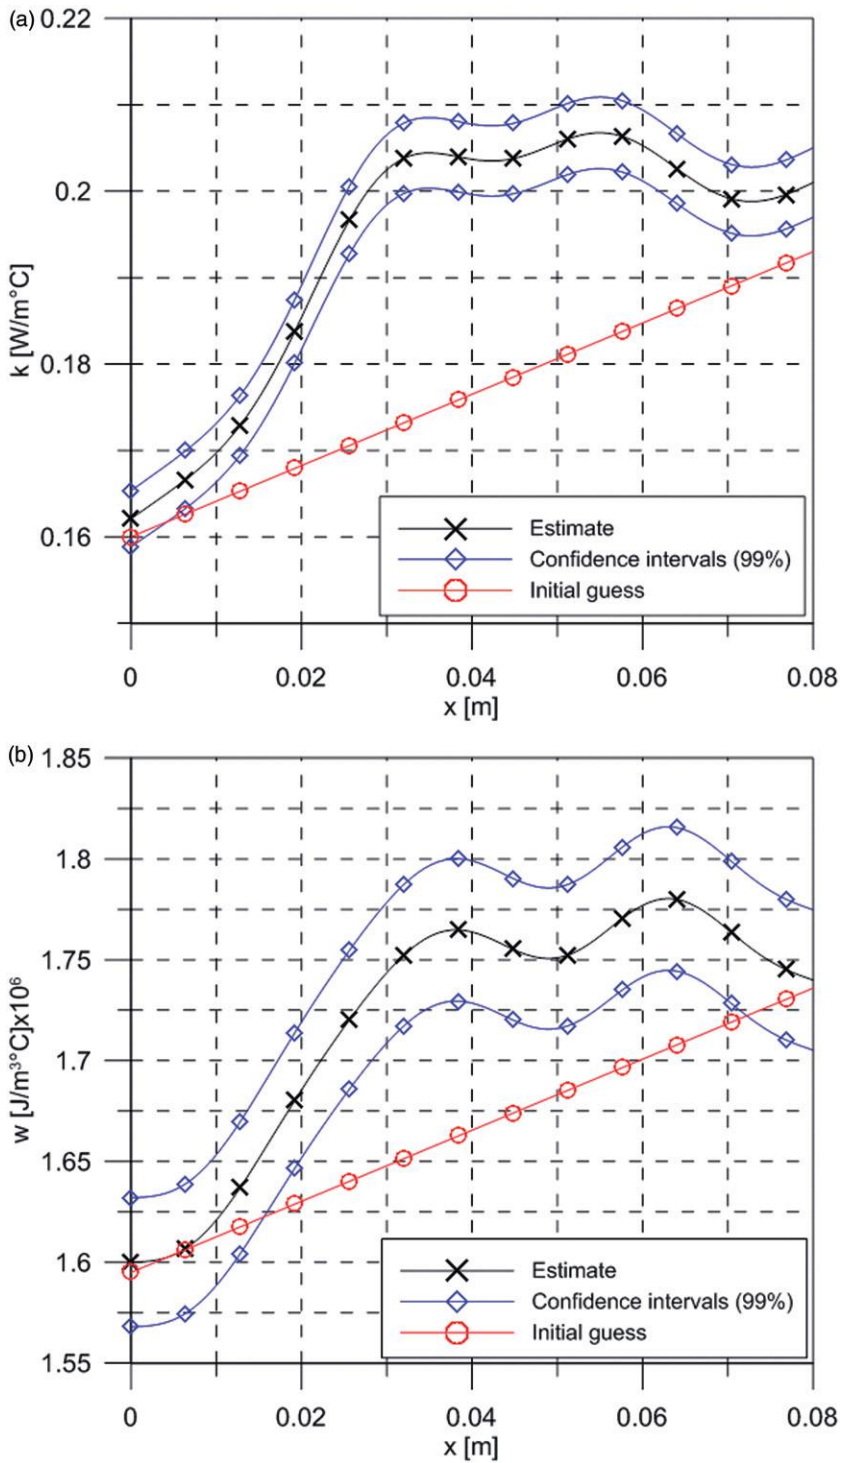 (a)
0.22
0.2
0.18
0.16
k [W/m°C]
Estimate
Confidence intervals (99%)
Initial guess
0 0.02 0.04 0.06 0.08
x [m]
(b)
1.85
1.8
1.75
1.7
1.65
1.6
1.55
w [J/m³°C]x10⁶
Estimate
Confidence intervals (99%)
Initial guess
0 0.02 0.04 0.06 0.08
x [m]